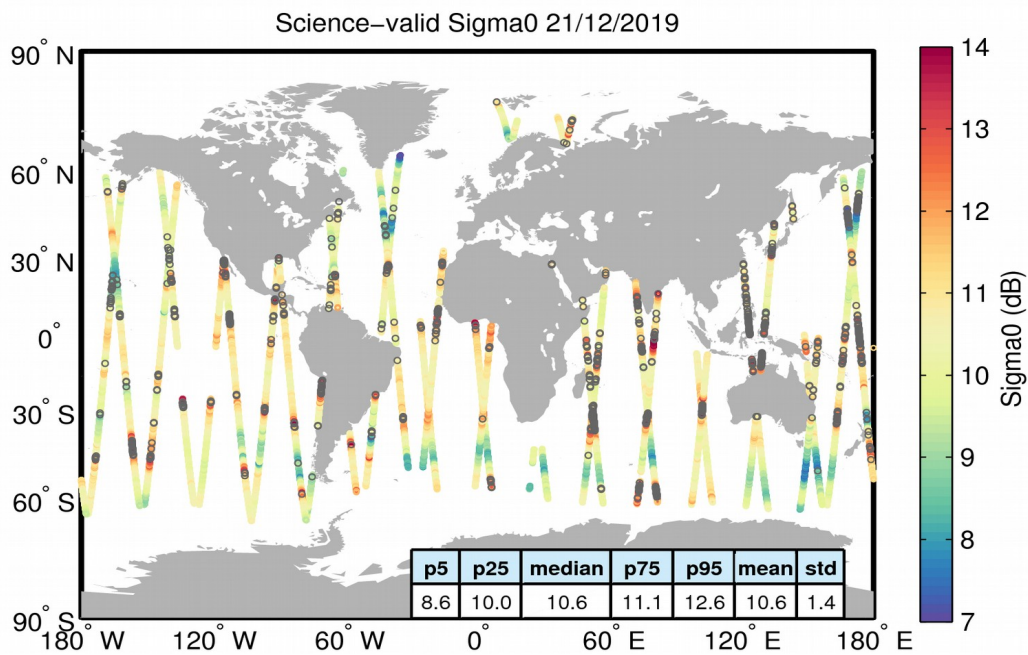 Science−valid Sigma0 21/12/2019
90° N
60° N
30° N
0°
30° S
60° S
90° S
180° W
120° W
60° W
0°
60° E
120° E
180° E
14
13
12
11
10
9
8
7
Sigma0 (dB)
p5 p25 median p75 p95 mean std
8.6 10.0 10.6 11.1 12.6 10.6 1.4